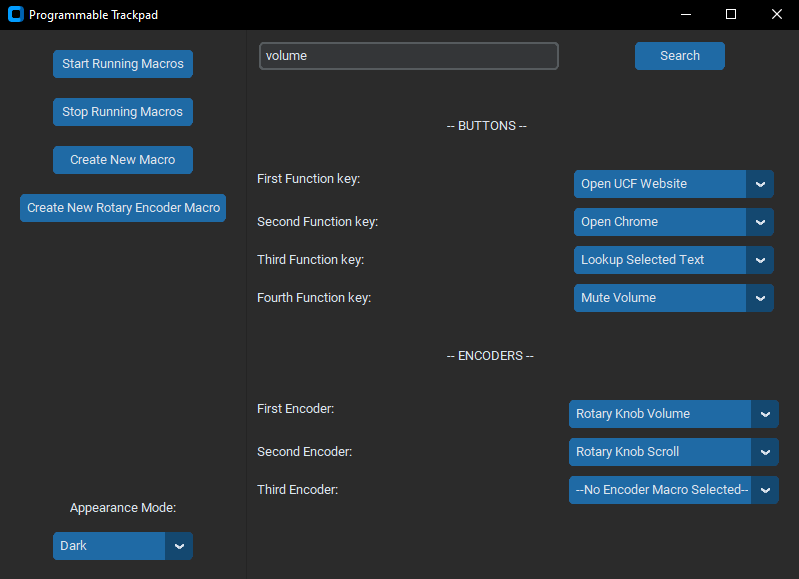 Programmable Trackpad
Start Running Macros
Stop Running Macros
Create New Macro
Create New Rotary Encoder Macro
Appearance Mode:
Dark
volume
Search
-- BUTTONS --
First Function key:
Open UCF Website
Second Function key:
Open Chrome
Third Function key:
Lookup Selected Text
Fourth Function key:
Mute Volume
-- ENCODERS --
First Encoder:
Rotary Knob Volume
Second Encoder:
Rotary Knob Scroll
Third Encoder:
--No Encoder Macro Selected--